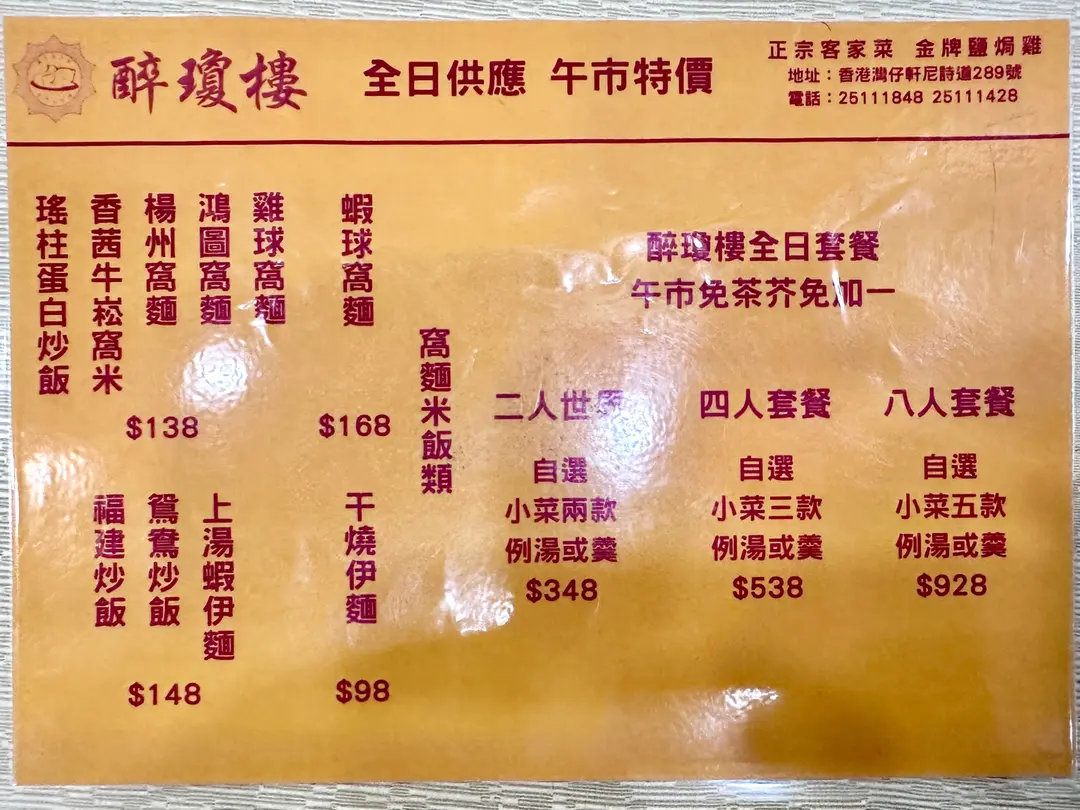 醉瓊樓
全日供應 午市特價
正宗客家菜 金牌鹽焗雞
地址：香港灣仔軒尼詩道289號
電話：25111848 25111428
醉瓊樓全日套餐
午市免茶芥免加一
二人世界
自選
小菜兩款
例湯或羹
$348
四人套餐
自選
小菜三款
例湯或羹
$538
八人套餐
自選
小菜五款
例湯或羹
$928
窩麵米飯類
蝦球窩麵
$168
雞球窩麵
鴻圖窩麵
楊州窩麵
香茜牛崧窩米
瑤柱蛋白炒飯
$138
干燒伊麵
$98
上湯蝦伊麵
鴛鴦炒飯
福建炒飯
$148